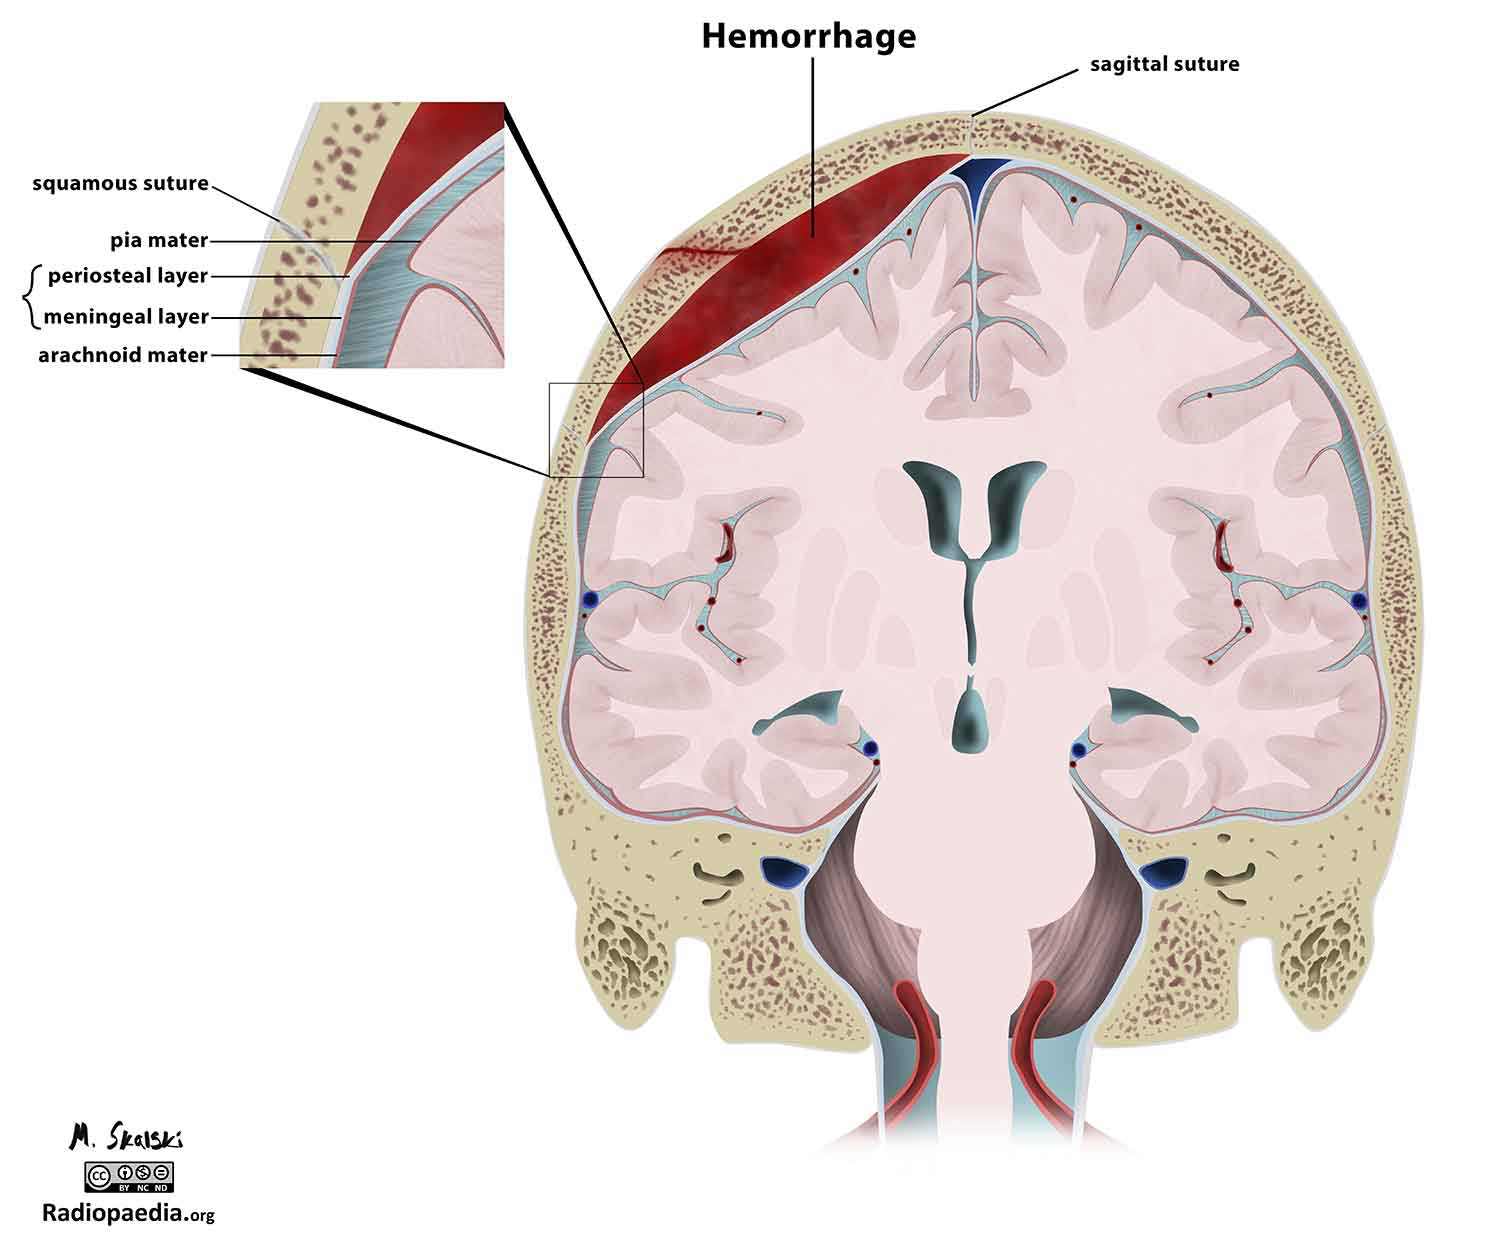 Hemorrhage
sagittal suture
squamous suture
pia mater
periosteal layer
meningeal layer
arachnoid mater
M. Skalski
cc
BY NC ND
Radiopaedia.org